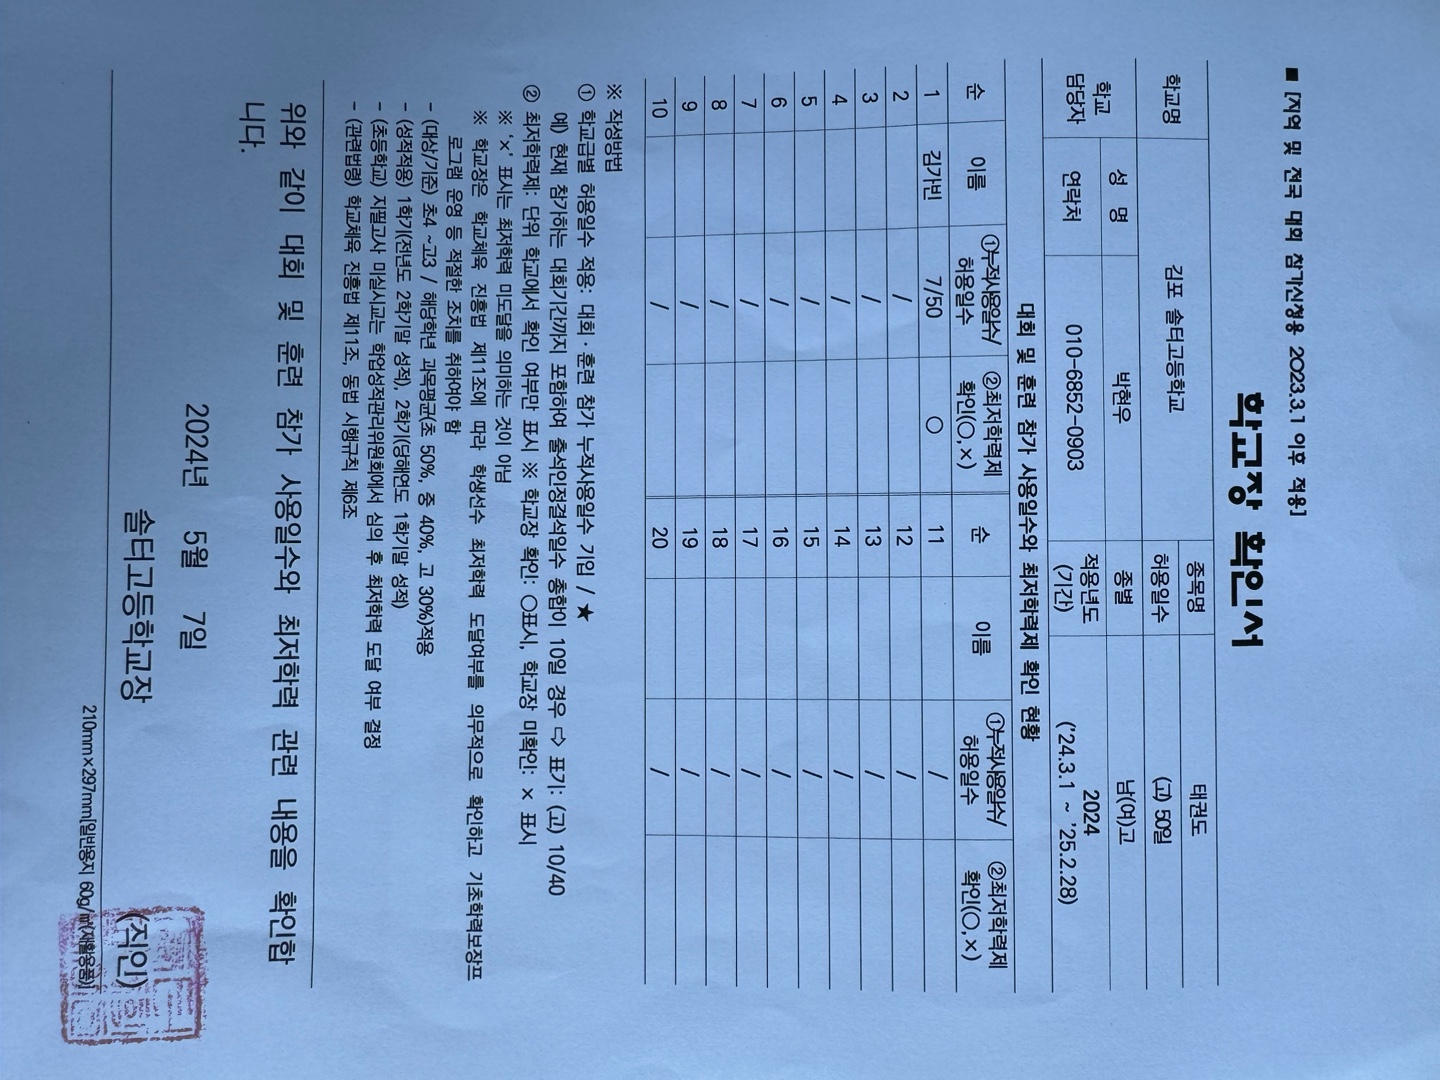 ■ [지역 및 전국 대회 참가신청용 2023.3.1 이후 적용]
학교장 확인서
학교명 김포 솔터고등학교 종목명 태권도
허용일수 (고) 50일
학교 담당자 성 명 박현우 종별 남(여)고
연락처 010-6852-0903 적용년도 (기간) 2024 ('24.3.1 ~ '25.2.28)
대회 및 훈련 참가 사용일수와 최저학력제 확인 현황
순 이름 ①누적사용일수/허용일수 ②최저학력제 확인(○,×) 순 이름 ①누적사용일수/허용일수 ②최저학력제 확인(○,×)
1 김가빈 7/50 ○ 11 /
2 / 12 /
3 / 13 /
4 / 14 /
5 / 15 /
6 / 16 /
7 / 17 /
8 / 18 /
9 / 19 /
10 / 20 /
※ 작성방법
① 학교급별 허용일수 적용: 대회·훈련 참가 누적사용일수 기입 / ★
예) 현재 참가하는 대회기간까지 포함하여 출석인정결석일수 총합이 10일 경우 ⇨ 표기: (고) 10/40
② 최저학력제: 단위 학교에서 확인 여부만 표시 ※ 학교장 확인: ○표시, 학교장 미확인: × 표시
※ '×' 표시는 최저학력 미도달을 의미하는 것이 아님
※ 학교장은 학교체육 진흥법 제11조에 따라 학생선수 최저학력 도달여부를 의무적으로 확인하고 기초학력보장프
로그램 운영 등 적절한 조치를 취하여야 함
- (대상/기준) 초4 ~고3 / 해당학년 과목평균(초 50%, 중 40%, 고 30%)적용
- (성적적용) 1학기(전년도 2학기말 성적), 2학기(당해연도 1학기말 성적)
- (초등학교) 지필고사 미실시교는 학업성적관리위원회에서 심의 후 최저학력 도달 여부 결정
- (관련법령) 학교체육 진흥법 제11조, 동법 시행규칙 제6조
위와 같이 대회 및 훈련 참가 사용일수와 최저학력 관련 내용을 확인합
니다.
2024년 5월 7일
솔터고등학교장 (직인)
210mm×297mm[일반용지 60g/㎡(재활용품)]